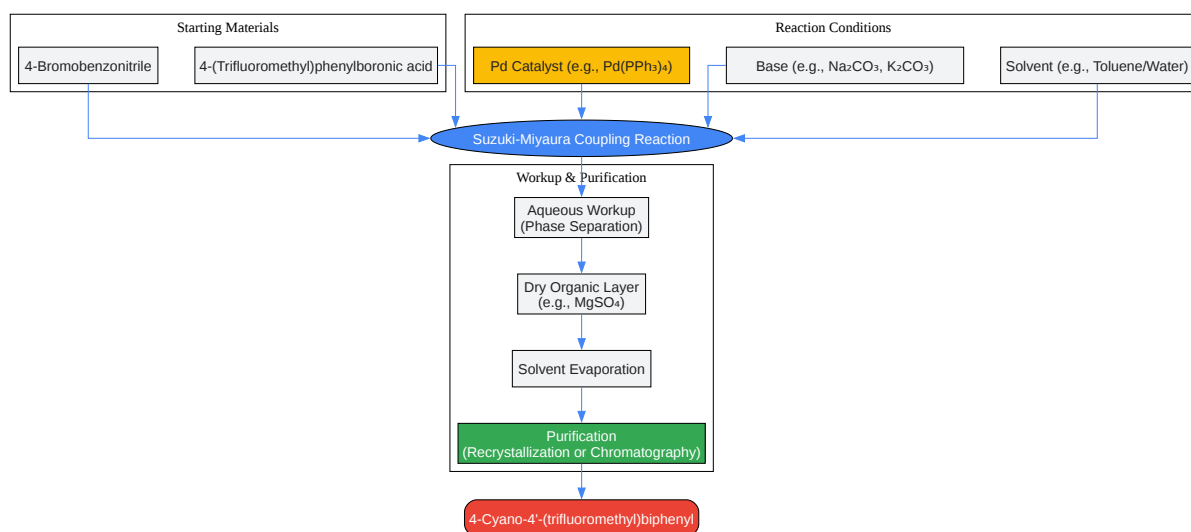 Starting Materials
Reaction Conditions
4-Bromobenzonitrile
4-(Trifluoromethyl)phenylboronic acid
Pd Catalyst (e.g., Pd(PPh₃)₄)
Base (e.g., Na₂CO₃, K₂CO₃)
Solvent (e.g., Toluene/Water)
Suzuki-Miyaura Coupling Reaction
Workup & Purification
Aqueous Workup
(Phase Separation)
Dry Organic Layer
(e.g., MgSO₄)
Solvent Evaporation
Purification
(Recrystallization or Chromatography)
4-Cyano-4'-(trifluoromethyl)biphenyl